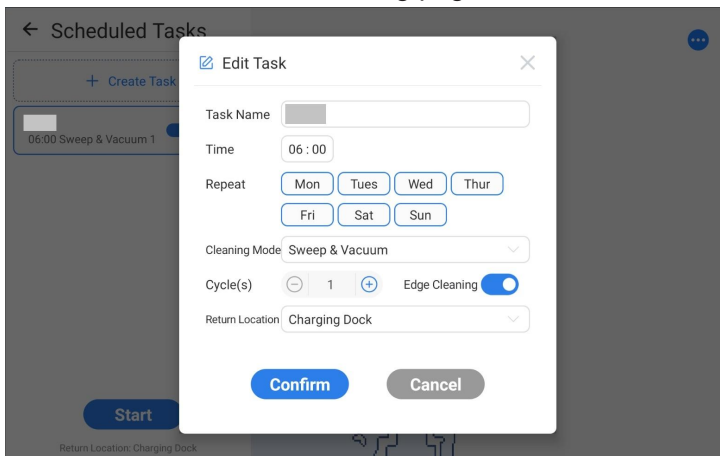 ← Scheduled Tasks
+ Create Task
06:00 Sweep & Vacuum 1
Edit Task
Task Name
Time 06 : 00
Repeat Mon Tues Wed Thur
Fri Sat Sun
Cleaning Mode Sweep & Vacuum
Cycle(s) 1 Edge Cleaning
Return Location Charging Dock
Confirm Cancel
Start
Return Location: Charging Dock